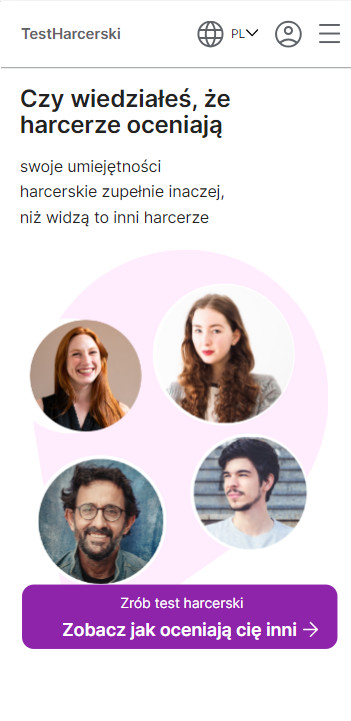 TestHarcerski
PL
Czy wiedziałeś, że
harcerze oceniają
swoje umiejętności
harcerskie zupełnie inaczej,
niż widzą to inni harcerze
Zrób test harcerski
Zobacz jak oceniają cię inni